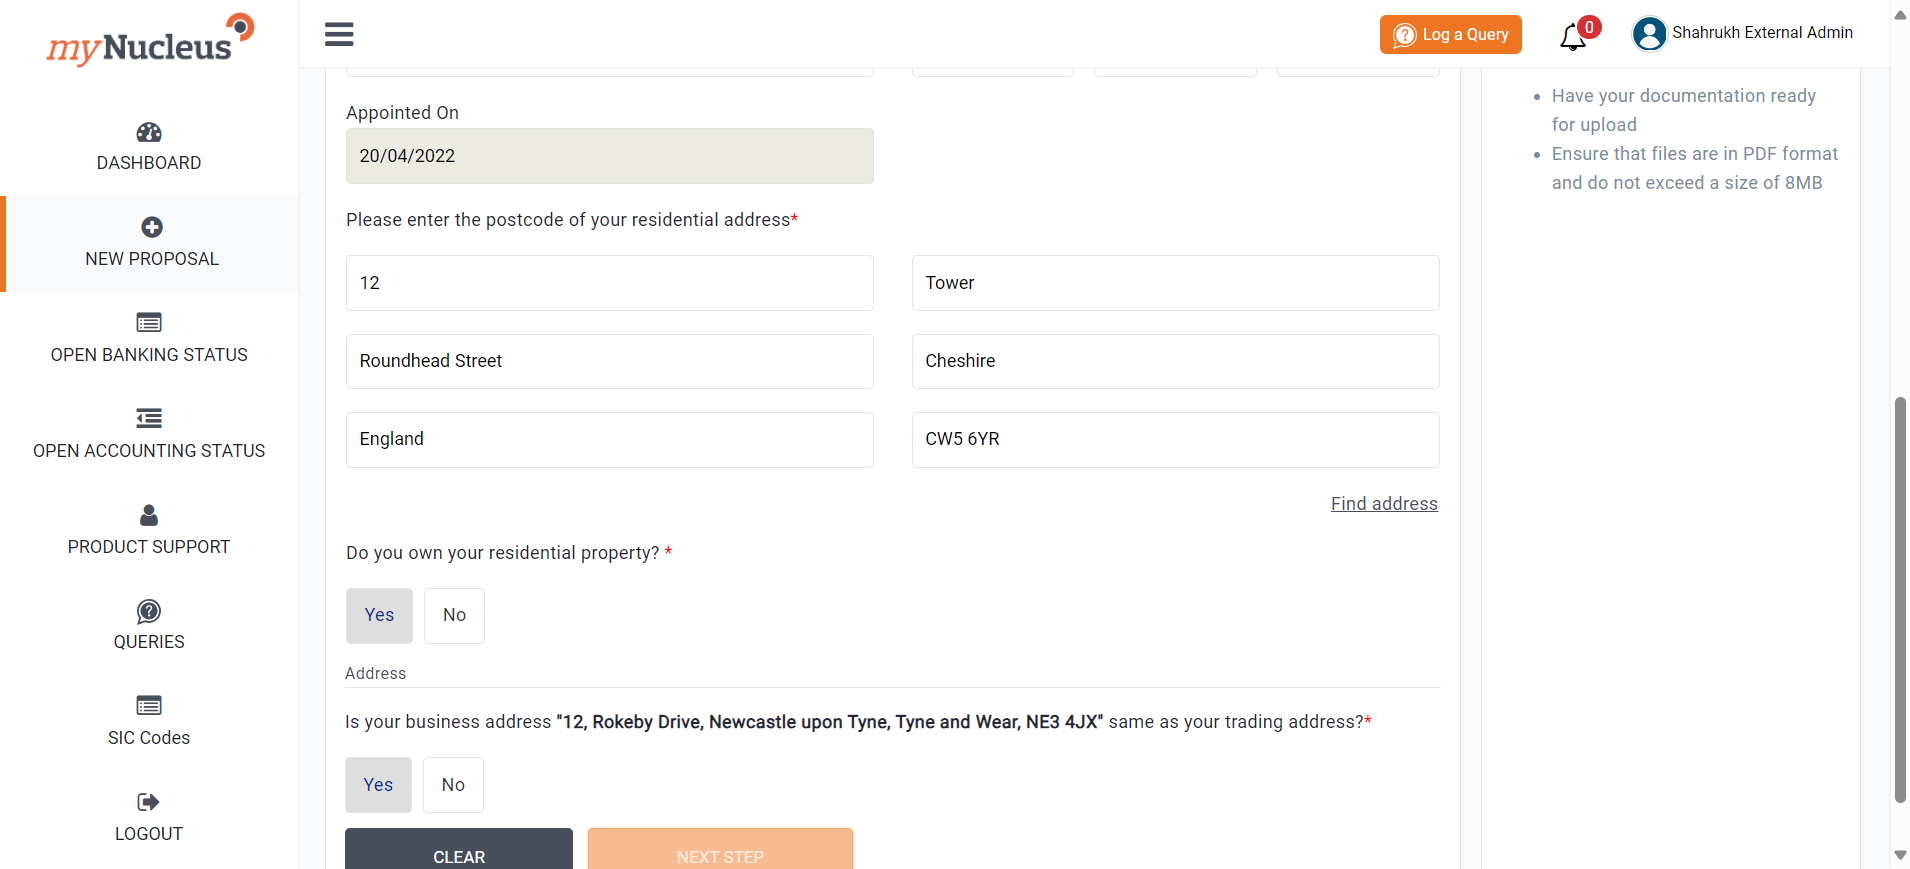 myNucleus
Log a Query
0
Shahrukh External Admin
DASHBOARD
NEW PROPOSAL
OPEN BANKING STATUS
OPEN ACCOUNTING STATUS
PRODUCT SUPPORT
QUERIES
SIC Codes
LOGOUT
Appointed On
20/04/2022
Please enter the postcode of your residential address*
12
Tower
Roundhead Street
Cheshire
England
CW5 6YR
Find address
Do you own your residential property? *
Yes
No
Address
Is your business address "12, Rokeby Drive, Newcastle upon Tyne, Tyne and Wear, NE3 4JX" same as your trading address?*
Yes
No
CLEAR
NEXT STEP
Have your documentation ready
for upload
Ensure that files are in PDF format
and do not exceed a size of 8MB